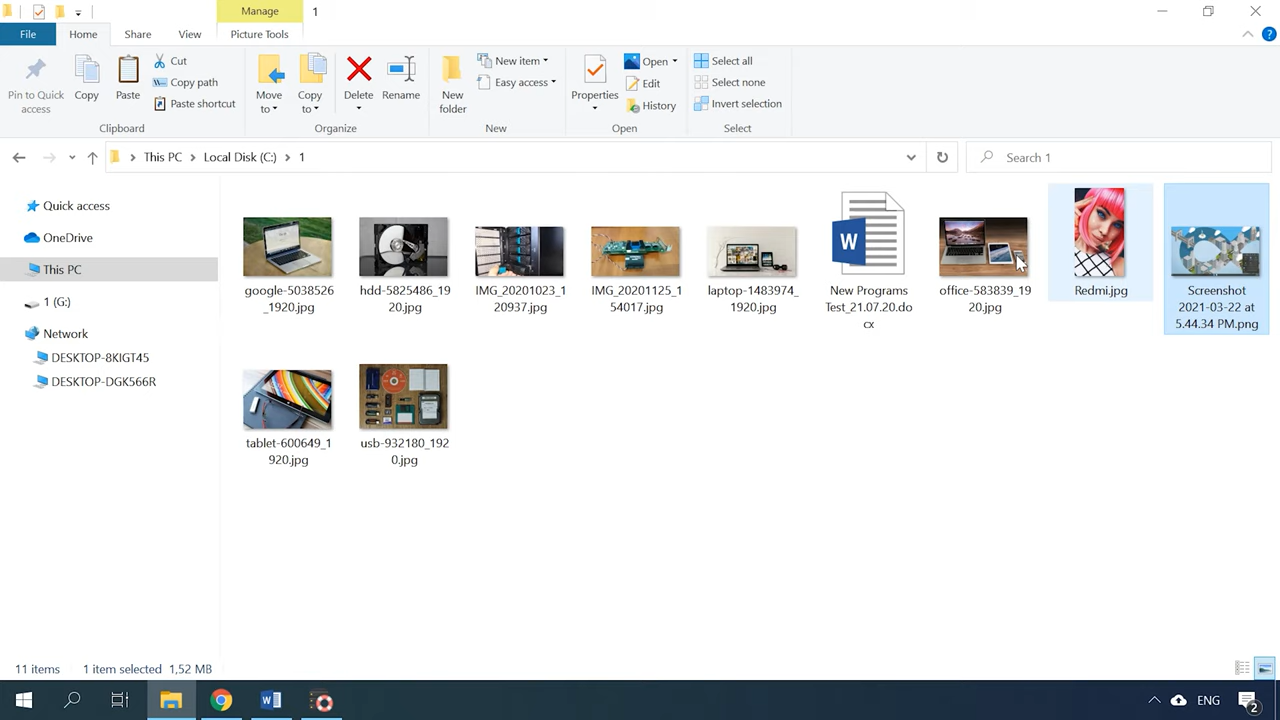 Manage
1
File
Home
Share
View
Picture Tools
Pin to Quick
access
Copy
Paste
Cut
Copy path
Paste shortcut
Clipboard
Move
to
Copy
to
Delete
Rename
Organize
New
folder
New item
Easy access
New
Properties
Open
Edit
History
Open
Select all
Select none
Invert selection
Select
This PC
Local Disk (C:)
1
Search 1
Quick access
OneDrive
This PC
1 (G:)
Network
DESKTOP-8KIGT45
DESKTOP-DGK566R
google-5038526
_1920.jpg
hdd-5825486_19
20.jpg
IMG_20201023_1
20937.jpg
IMG_20201125_1
54017.jpg
laptop-1483974_
1920.jpg
W
New Programs
Test_21.07.20.do
cx
office-583839_19
20.jpg
Redmi.jpg
Screenshot
2021-03-22 at
5.44.34 PM.png
tablet-600649_1
920.jpg
usb-932180_192
0.jpg
11 items
1 item selected 1,52 MB
W
ENG
2